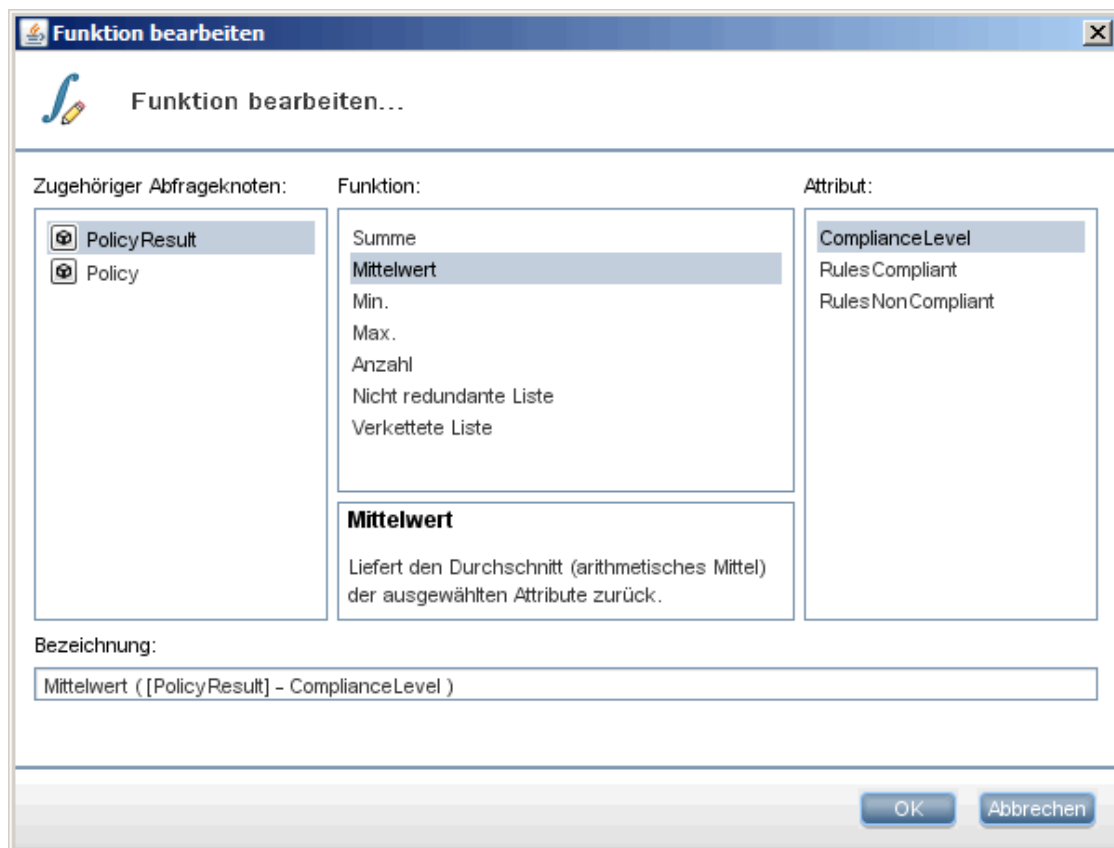 Funktion bearbeiten
Funktion bearbeiten...
Zugehöriger Abfrageknoten:
PolicyResult
Policy
Funktion:
Summe
Mittelwert
Min.
Max.
Anzahl
Nicht redundante Liste
Verkettete Liste
Mittelwert
Liefert den Durchschnitt (arithmetisches Mittel)
der ausgewählten Attribute zurück.
Attribut:
ComplianceLevel
RulesCompliant
RulesNonCompliant
Bezeichnung:
Mittelwert ( [PolicyResult] - ComplianceLevel )
OK
Abbrechen